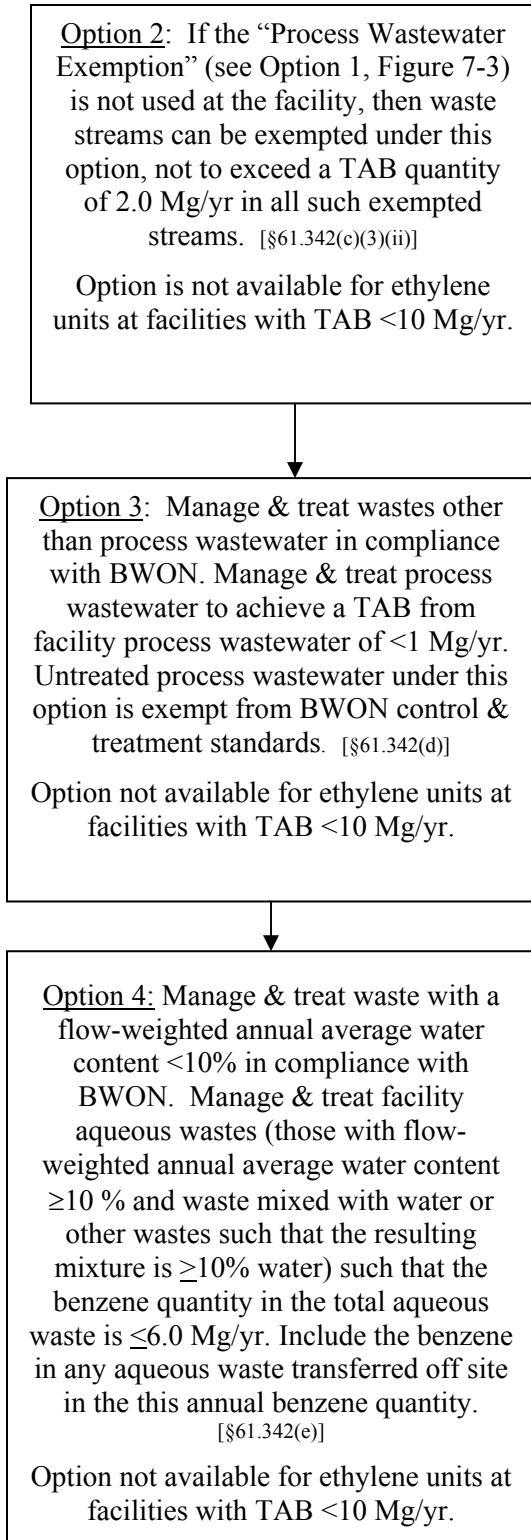 Option 2:  If the “Process Wastewater
Exemption” (see Option 1, Figure 7-3)
is not used at the facility, then waste
streams can be exempted under this
option, not to exceed a TAB quantity
of 2.0 Mg/yr in all such exempted
streams.  [§61.342(c)(3)(ii)]
Option is not available for ethylene
units at facilities with TAB <10 Mg/yr.
Option 3:  Manage & treat wastes other
than process wastewater in compliance
with BWON. Manage & treat process
wastewater to achieve a TAB from
facility process wastewater of <1 Mg/yr.
Untreated process wastewater under this
option is exempt from BWON control &
treatment standards.  [§61.342(d)]
Option not available for ethylene units at
facilities with TAB <10 Mg/yr.
Option 4: Manage & treat waste with a
flow-weighted annual average water
content <10% in compliance with
BWON.  Manage & treat facility
aqueous wastes (those with flow-
weighted annual average water content
≥10 % and waste mixed with water or
other wastes such that the resulting
mixture is ≥10% water) such that the
benzene quantity in the total aqueous
waste is ≤6.0 Mg/yr. Include the benzene
in any aqueous waste transferred off site
in the this annual benzene quantity.
[§61.342(e)]
Option not available for ethylene units at
facilities with TAB <10 Mg/yr.